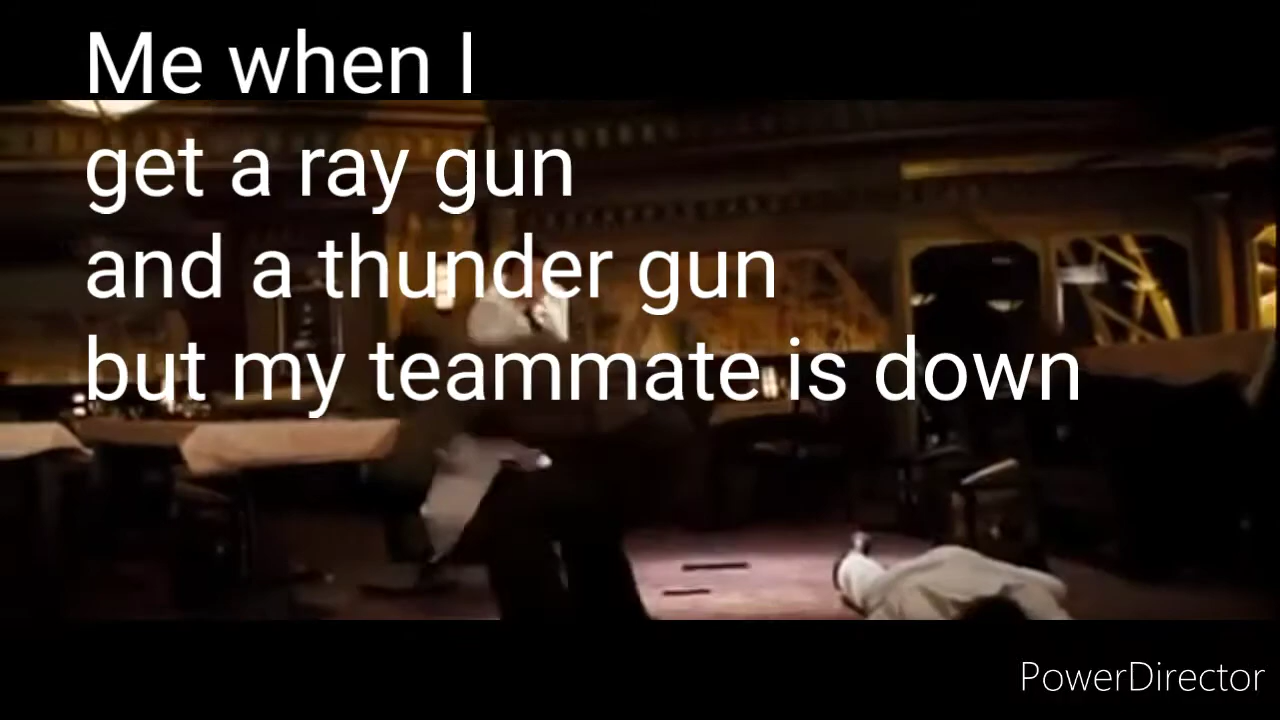 Me when I
get a ray gun
and a thunder gun
but my teammate is down
PowerDirector